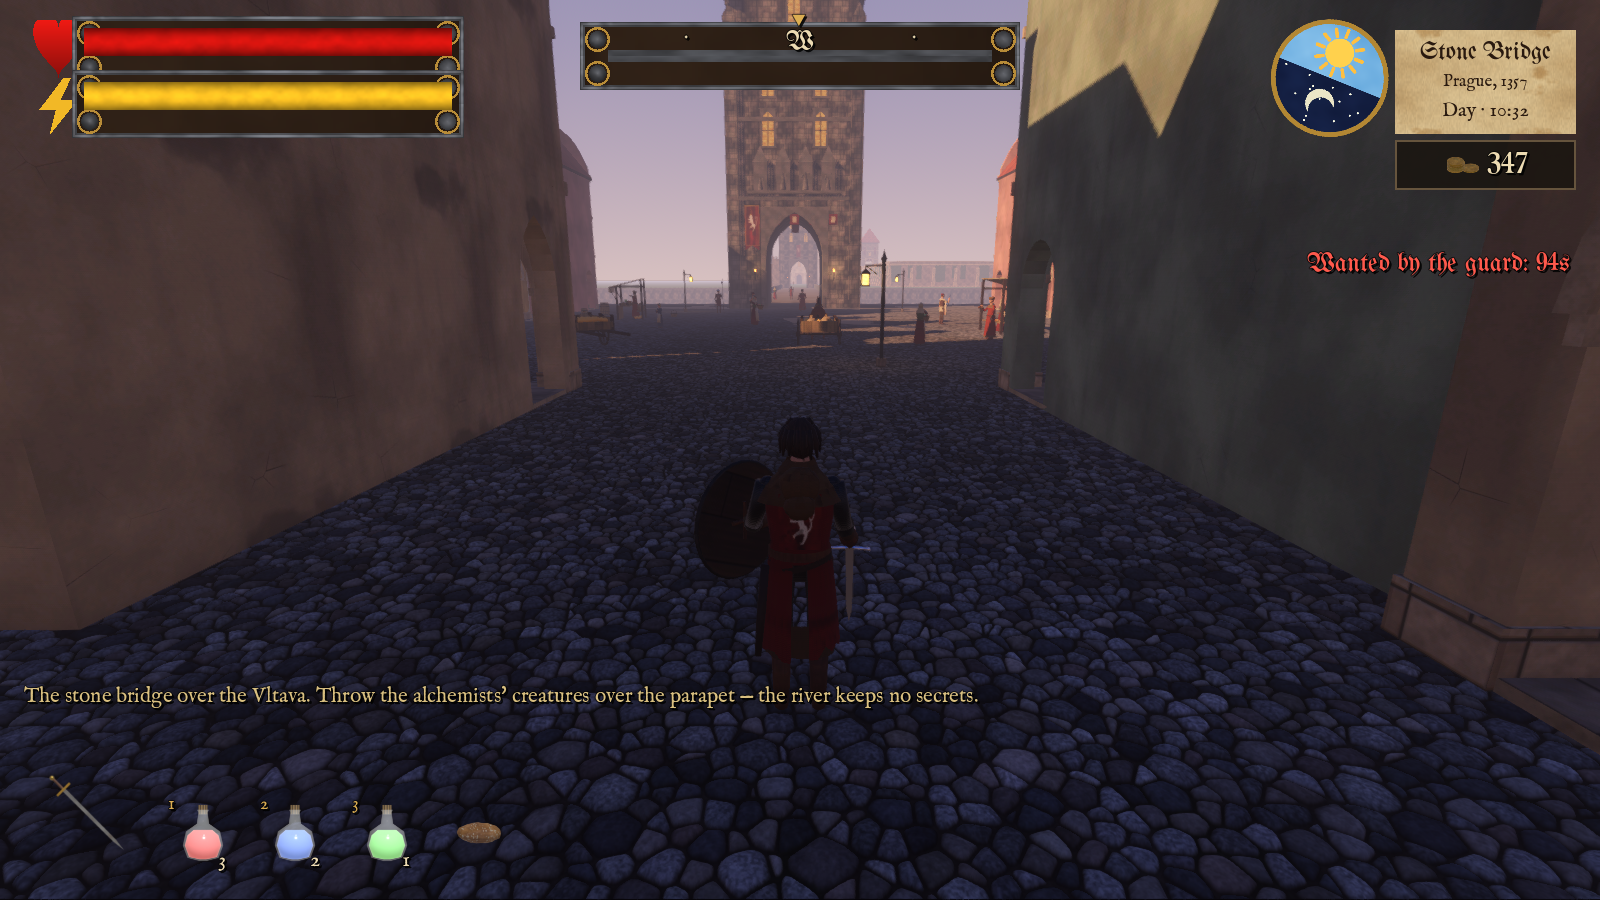 W
Stone Bridge
Prague, 1357
Day · 10:32
347
Wanted by the guard: 94s
The stone bridge over the Vltava. Throw the alchemists’ creatures over the parapet — the river keeps no secrets.
1 2 3
3 2 1